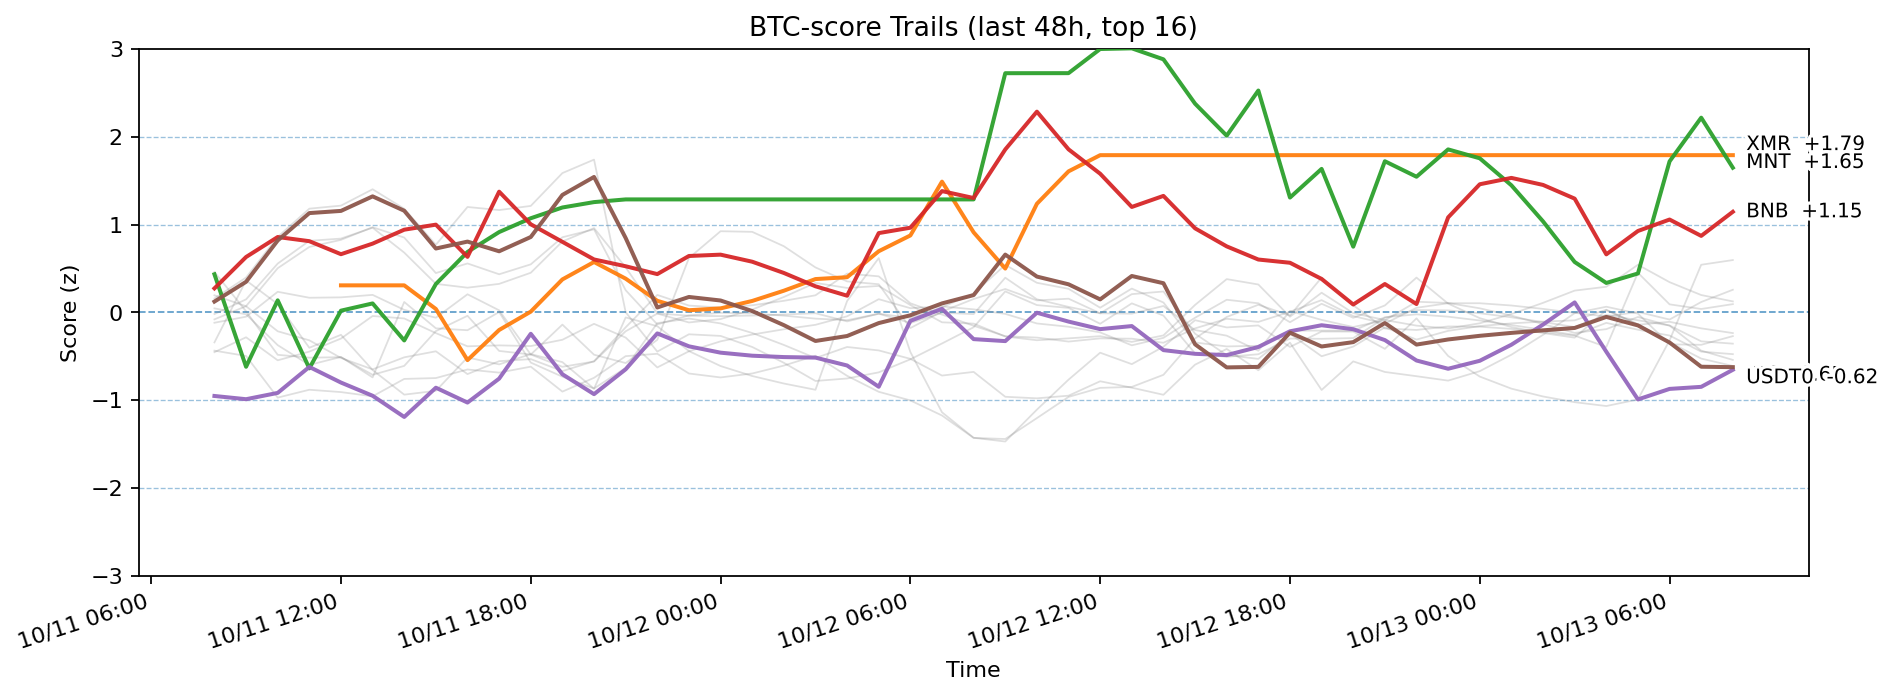 BTC-score Trails (last 48h, top 16)
Score (z)
3
2
1
0
−1
−2
−3
XMR +1.79
MNT +1.65
BNB +1.15
USDT0 -0.62
10/11 06:00
10/11 12:00
10/11 18:00
10/12 00:00
10/12 06:00
10/12 12:00
10/12 18:00
10/13 00:00
10/13 06:00
Time